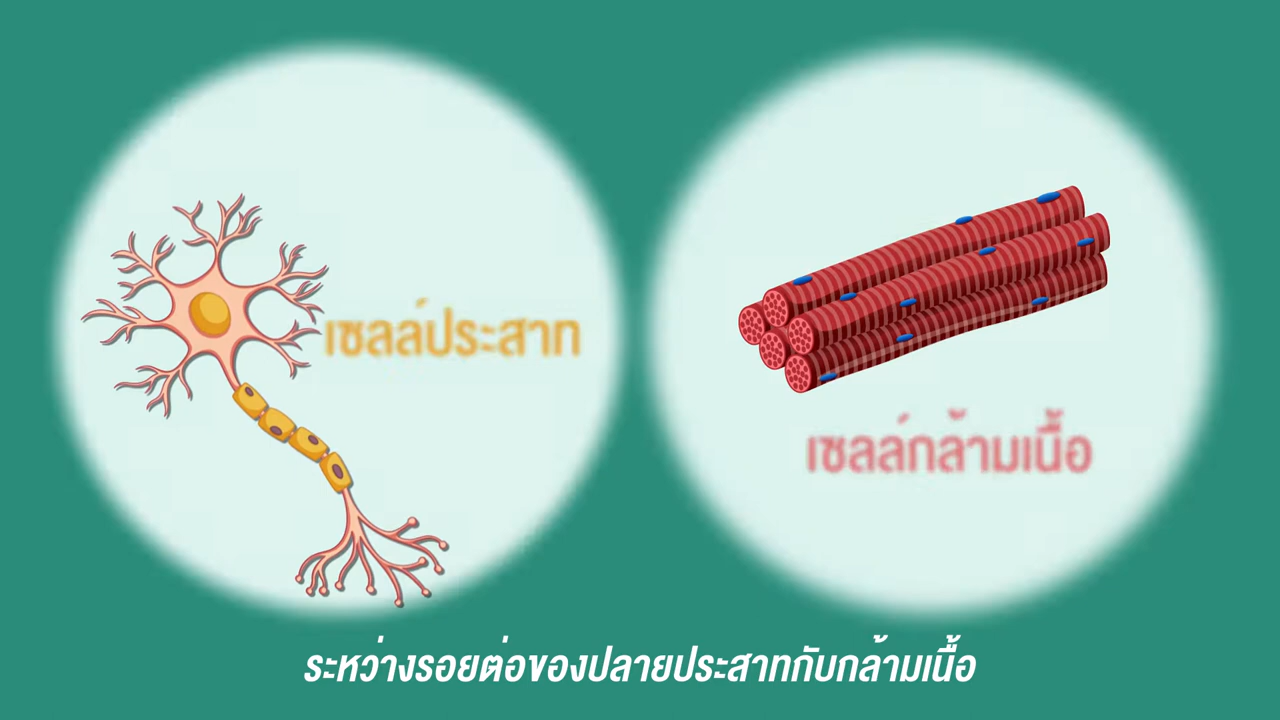 เซลล์ประสาท
เซลล์กล้ามเนื้อ
ระหว่างรอยต่อของปลายประสาทกับกล้ามเนื้อ